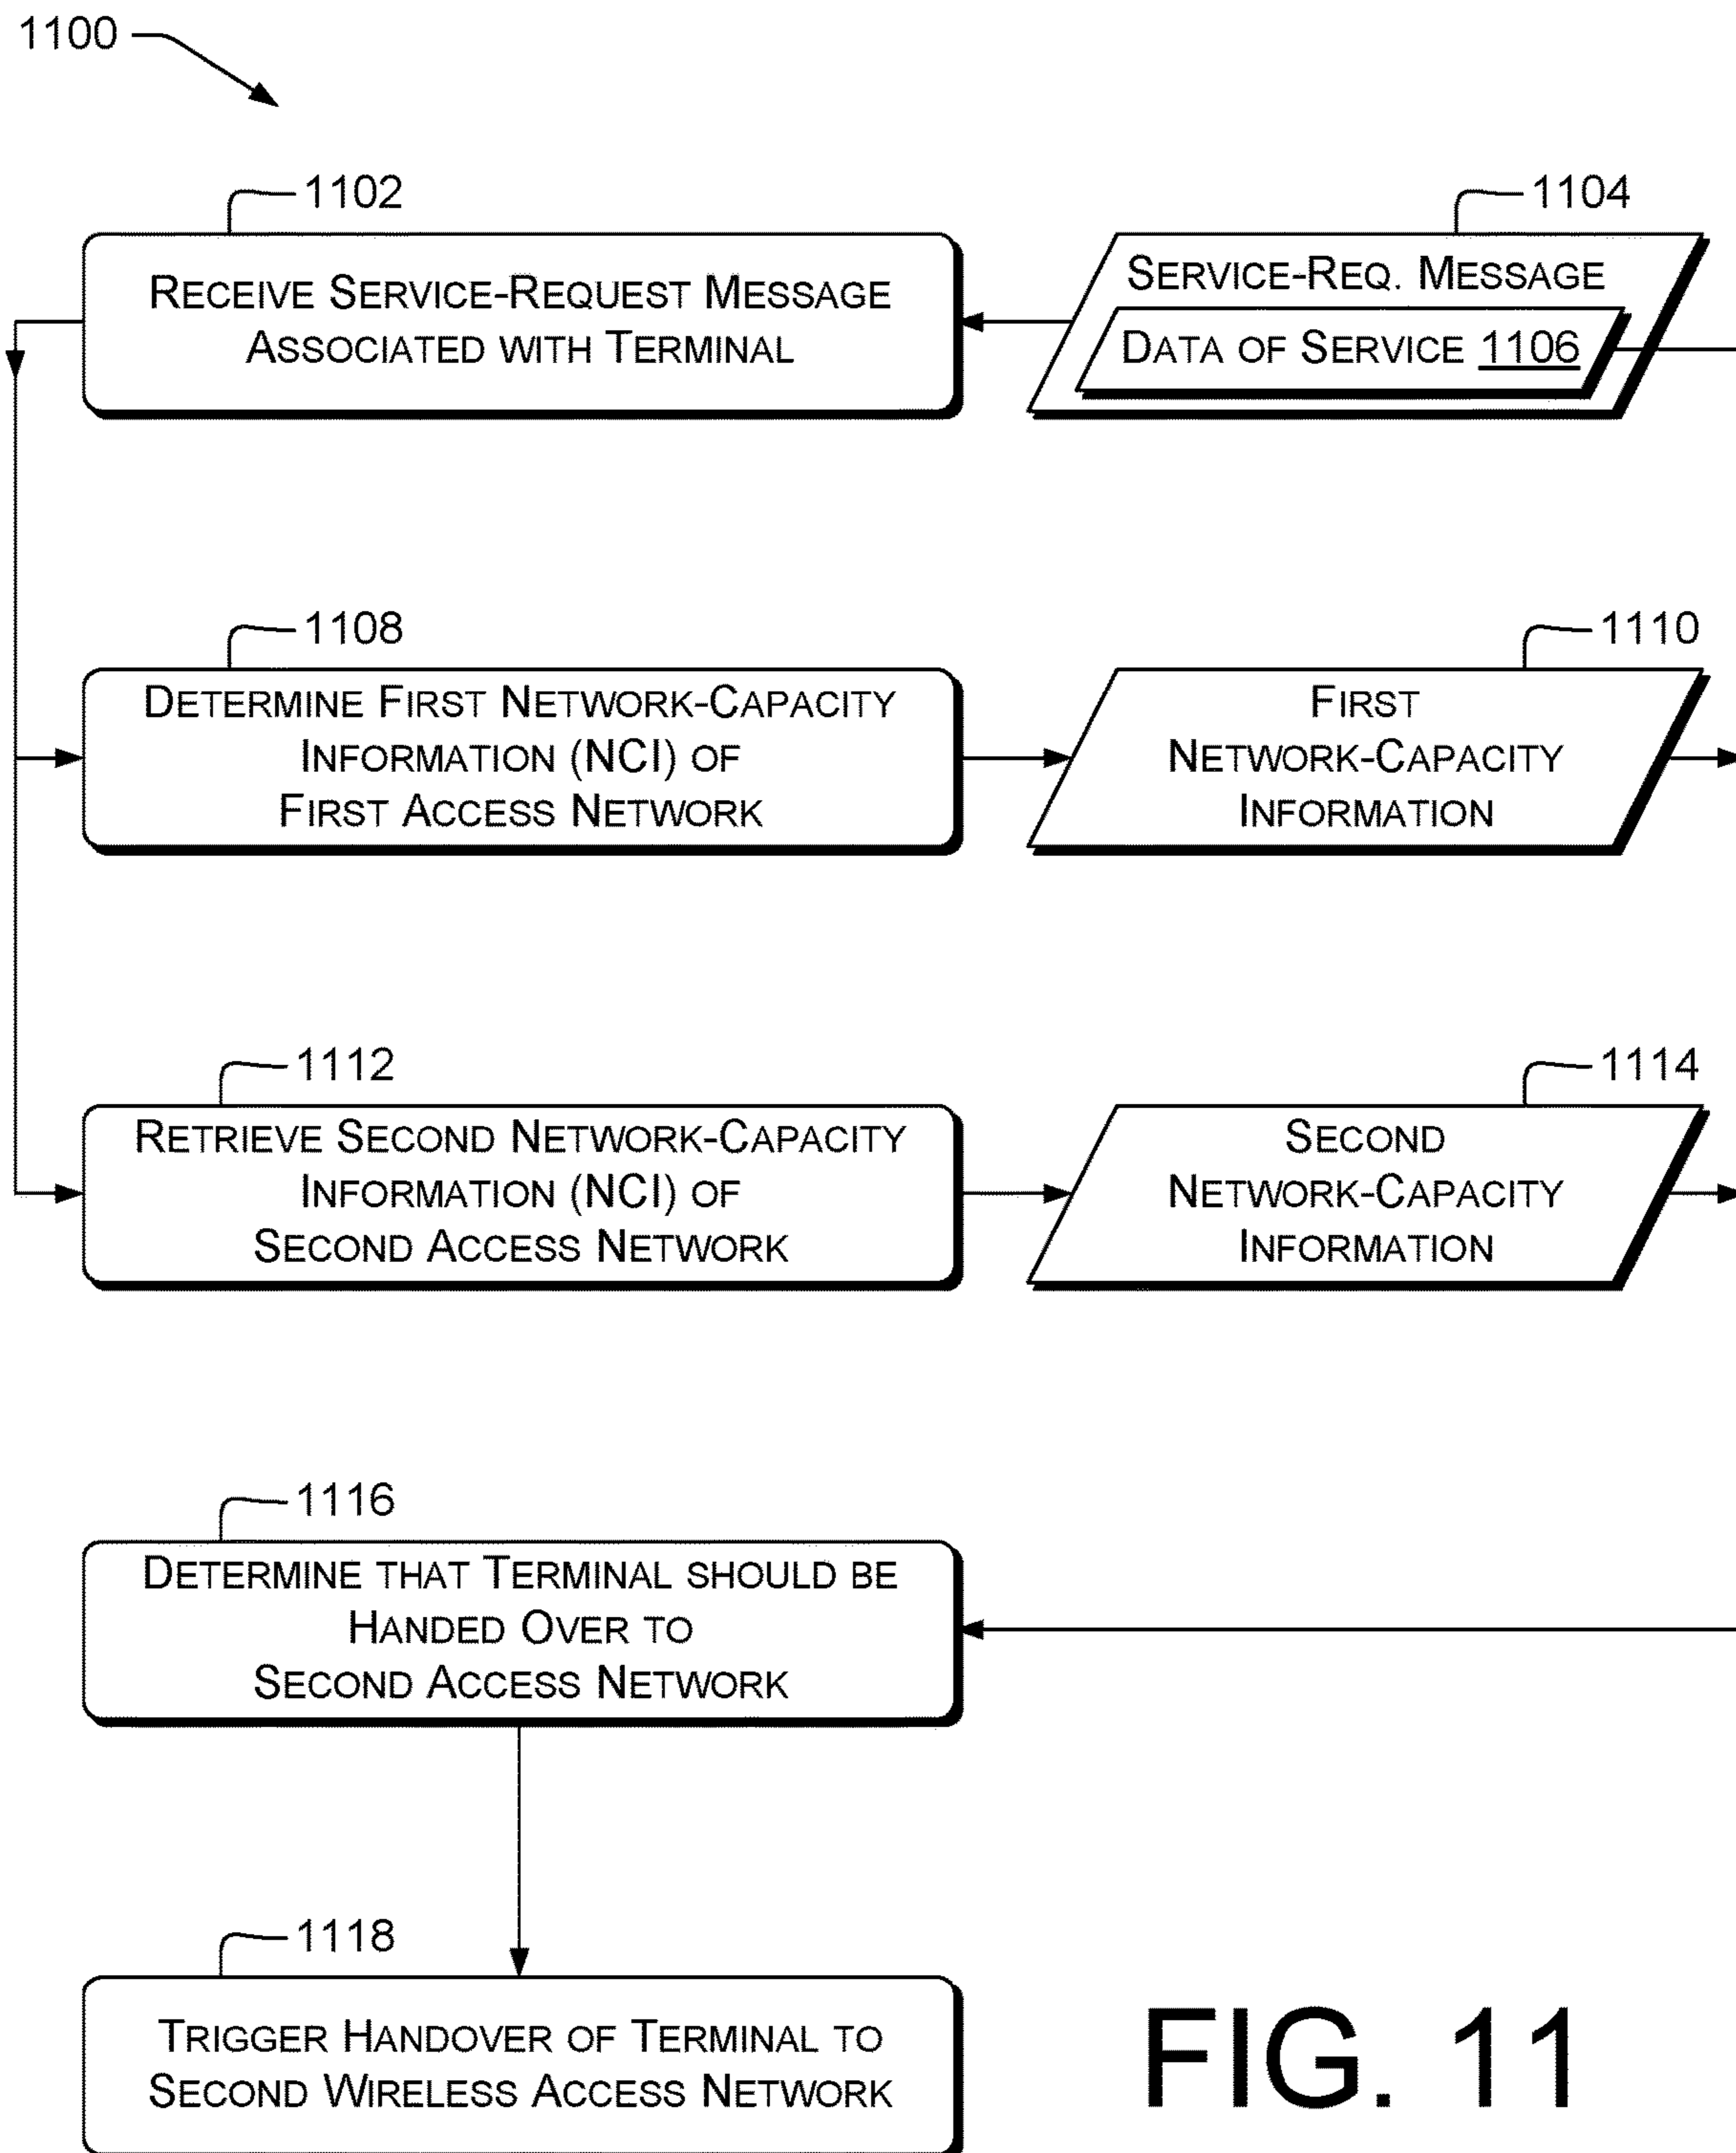 1100
1102
RECEIVE SERVICE-REQUEST MESSAGE
ASSOCIATED WITH TERMINAL
1104
SERVICE-REQ. MESSAGE
DATA OF SERVICE 1106
1108
DETERMINE FIRST NETWORK-CAPACITY
INFORMATION (NCI) OF
FIRST ACCESS NETWORK
1110
FIRST
NETWORK-CAPACITY
INFORMATION
1112
RETRIEVE SECOND NETWORK-CAPACITY
INFORMATION (NCI) OF
SECOND ACCESS NETWORK
1114
SECOND
NETWORK-CAPACITY
INFORMATION
1116
DETERMINE THAT TERMINAL SHOULD BE
HANDED OVER TO
SECOND ACCESS NETWORK
1118
TRIGGER HANDOVER OF TERMINAL TO
SECOND WIRELESS ACCESS NETWORK
FIG. 11